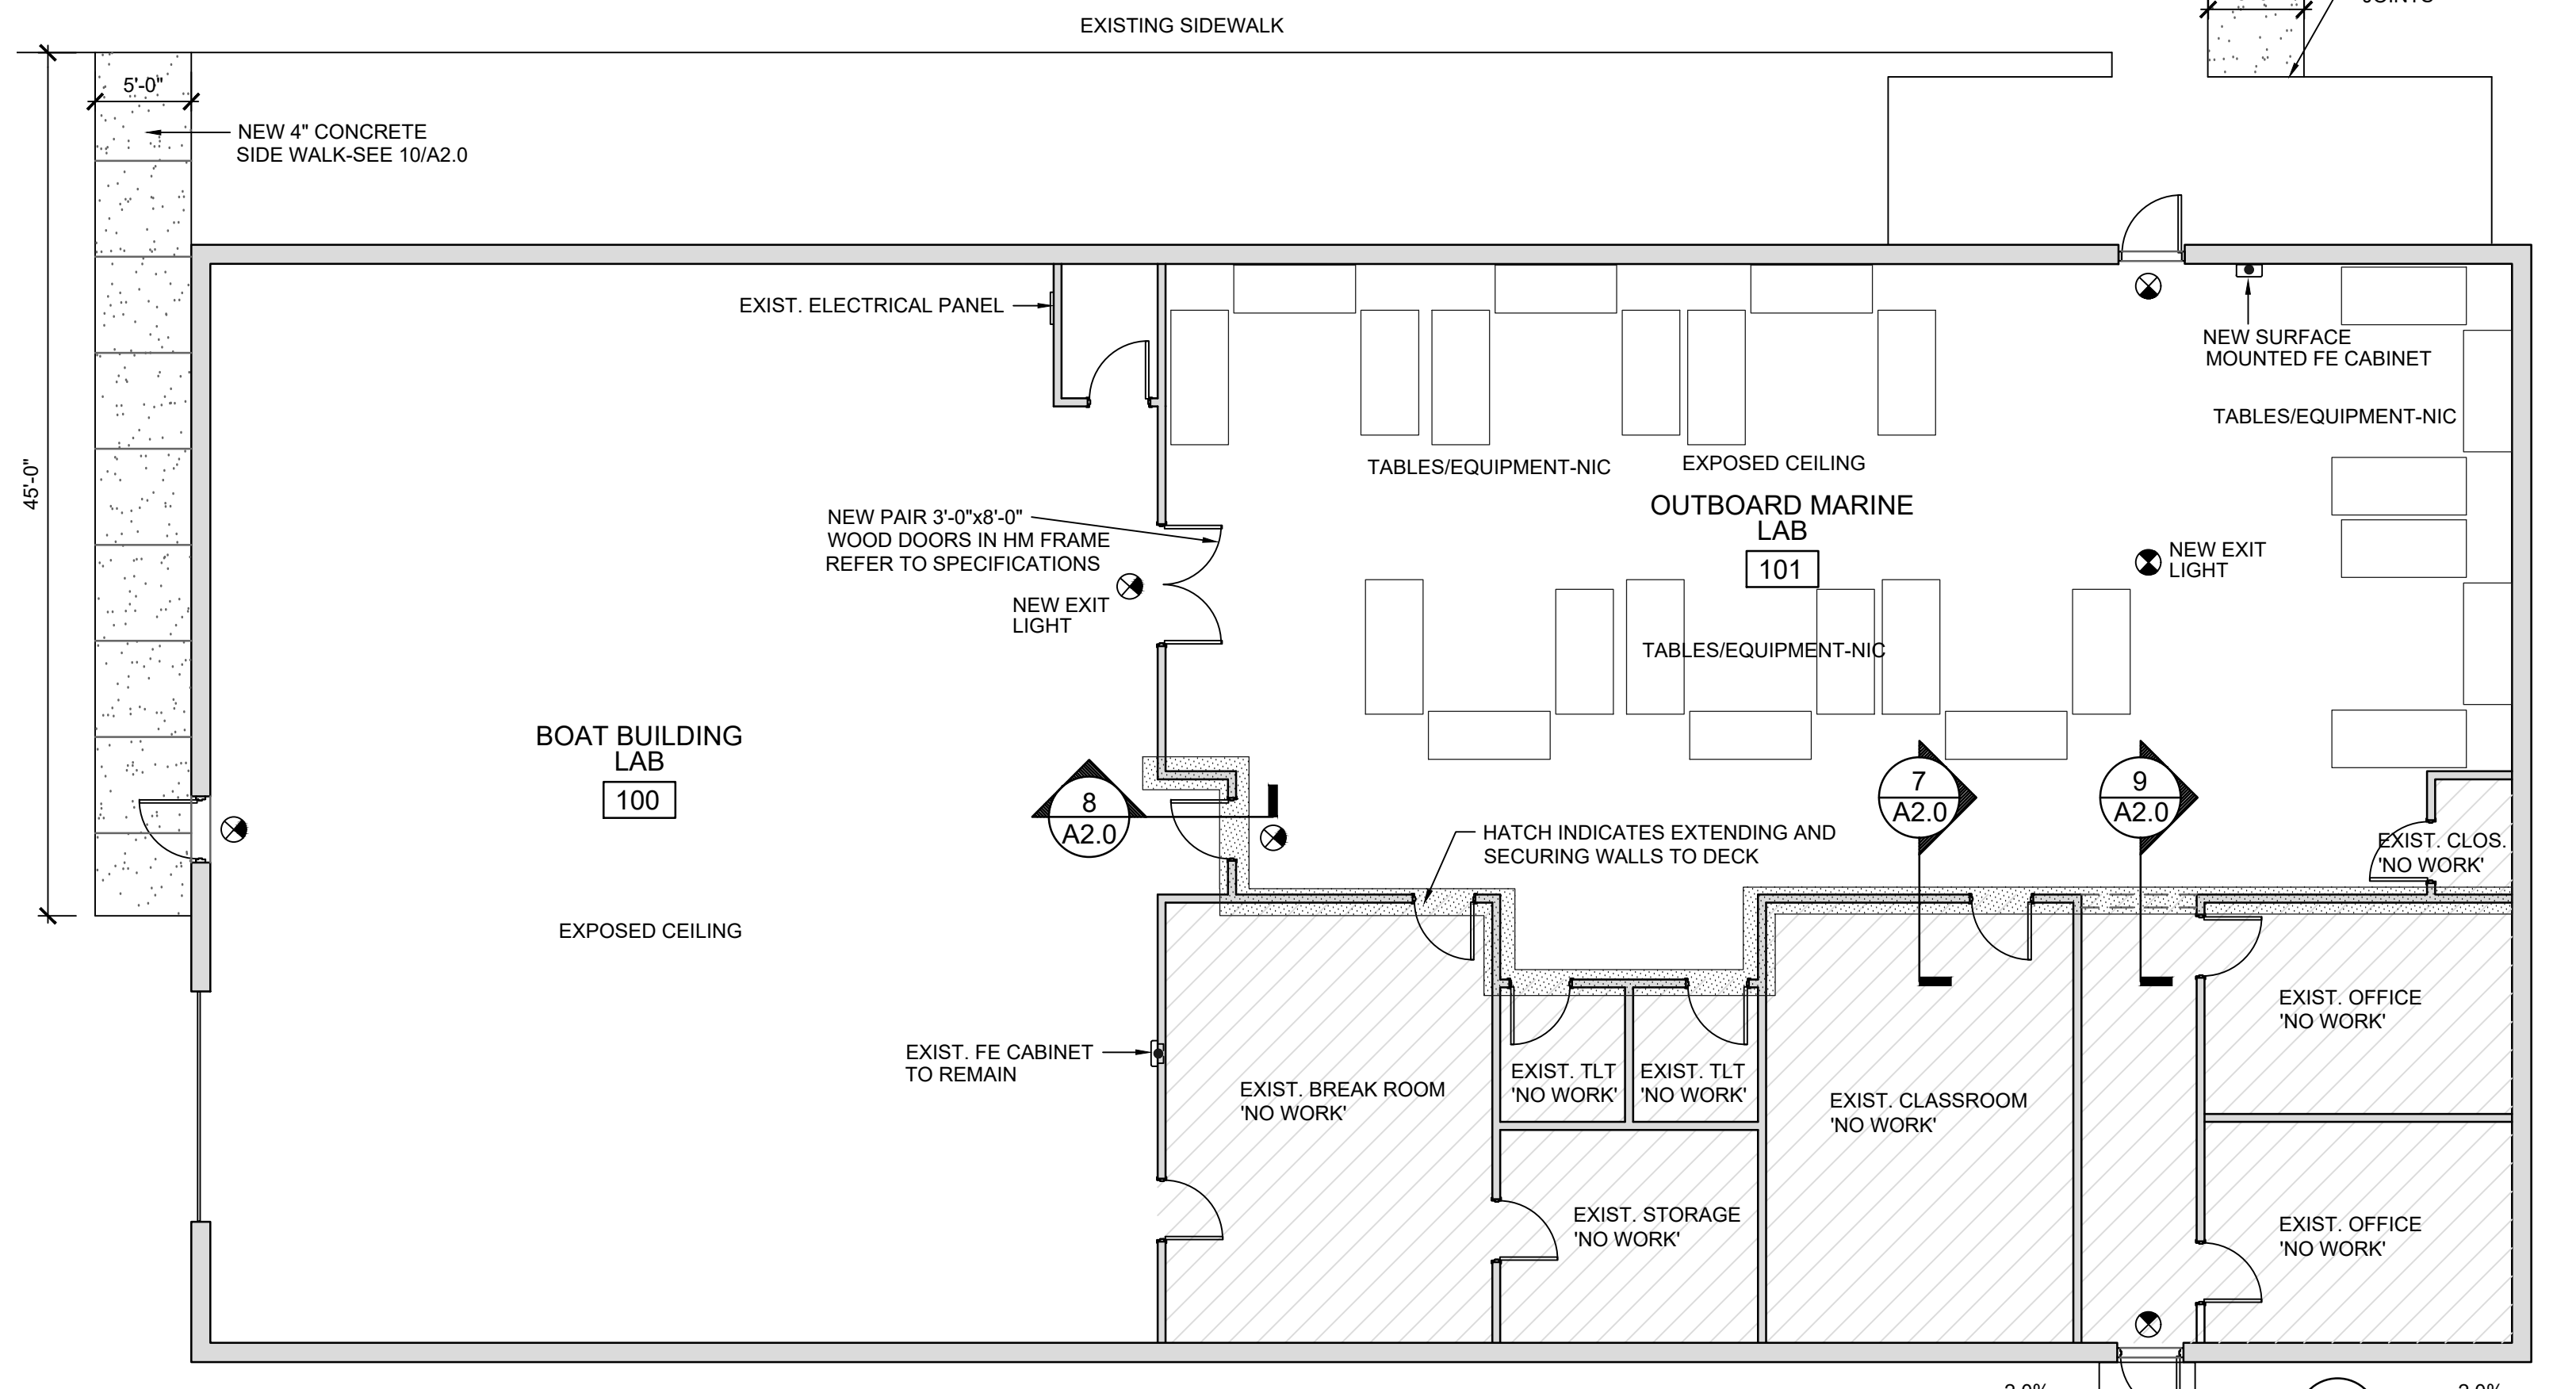 EXISTING SIDEWALK
JOINTS
5'-0"
NEW 4" CONCRETE
SIDE WALK-SEE 10/A2.0
45'-0"
EXIST. ELECTRICAL PANEL
NEW SURFACE
MOUNTED FE CABINET
TABLES/EQUIPMENT-NIC
TABLES/EQUIPMENT-NIC
EXPOSED CEILING
OUTBOARD MARINE
LAB
101
NEW PAIR 3'-0"x8'-0"
WOOD DOORS IN HM FRAME
REFER TO SPECIFICATIONS
NEW EXIT
LIGHT
NEW EXIT
LIGHT
TABLES/EQUIPMENT-NIC
BOAT BUILDING
LAB
100
8
A2.0
7
A2.0
9
A2.0
HATCH INDICATES EXTENDING AND
SECURING WALLS TO DECK
EXIST. CLOS.
'NO WORK'
EXPOSED CEILING
EXIST. OFFICE
'NO WORK'
EXIST. FE CABINET
TO REMAIN
EXIST. BREAK ROOM
'NO WORK'
EXIST. TLT
'NO WORK'
EXIST. TLT
'NO WORK'
EXIST. CLASSROOM
'NO WORK'
EXIST. STORAGE
'NO WORK'
EXIST. OFFICE
'NO WORK'